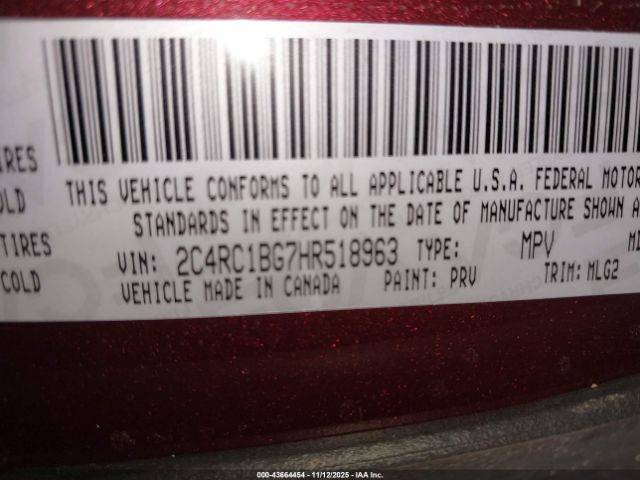 THIS VEHICLE CONFORMS TO ALL APPLICABLE U.S.A. FEDERAL MOTOR
STANDARDS IN EFFECT ON THE DATE OF MANUFACTURE SHOWN A
VIN: 2C4RC1BG7HR518963 TYPE: MPV
VEHICLE MADE IN CANADA PAINT: PRV TRIM: MLG2
IRES
OLD
TIRES
COLD
000-43664454 - 11/12/2025 - IAA Inc.